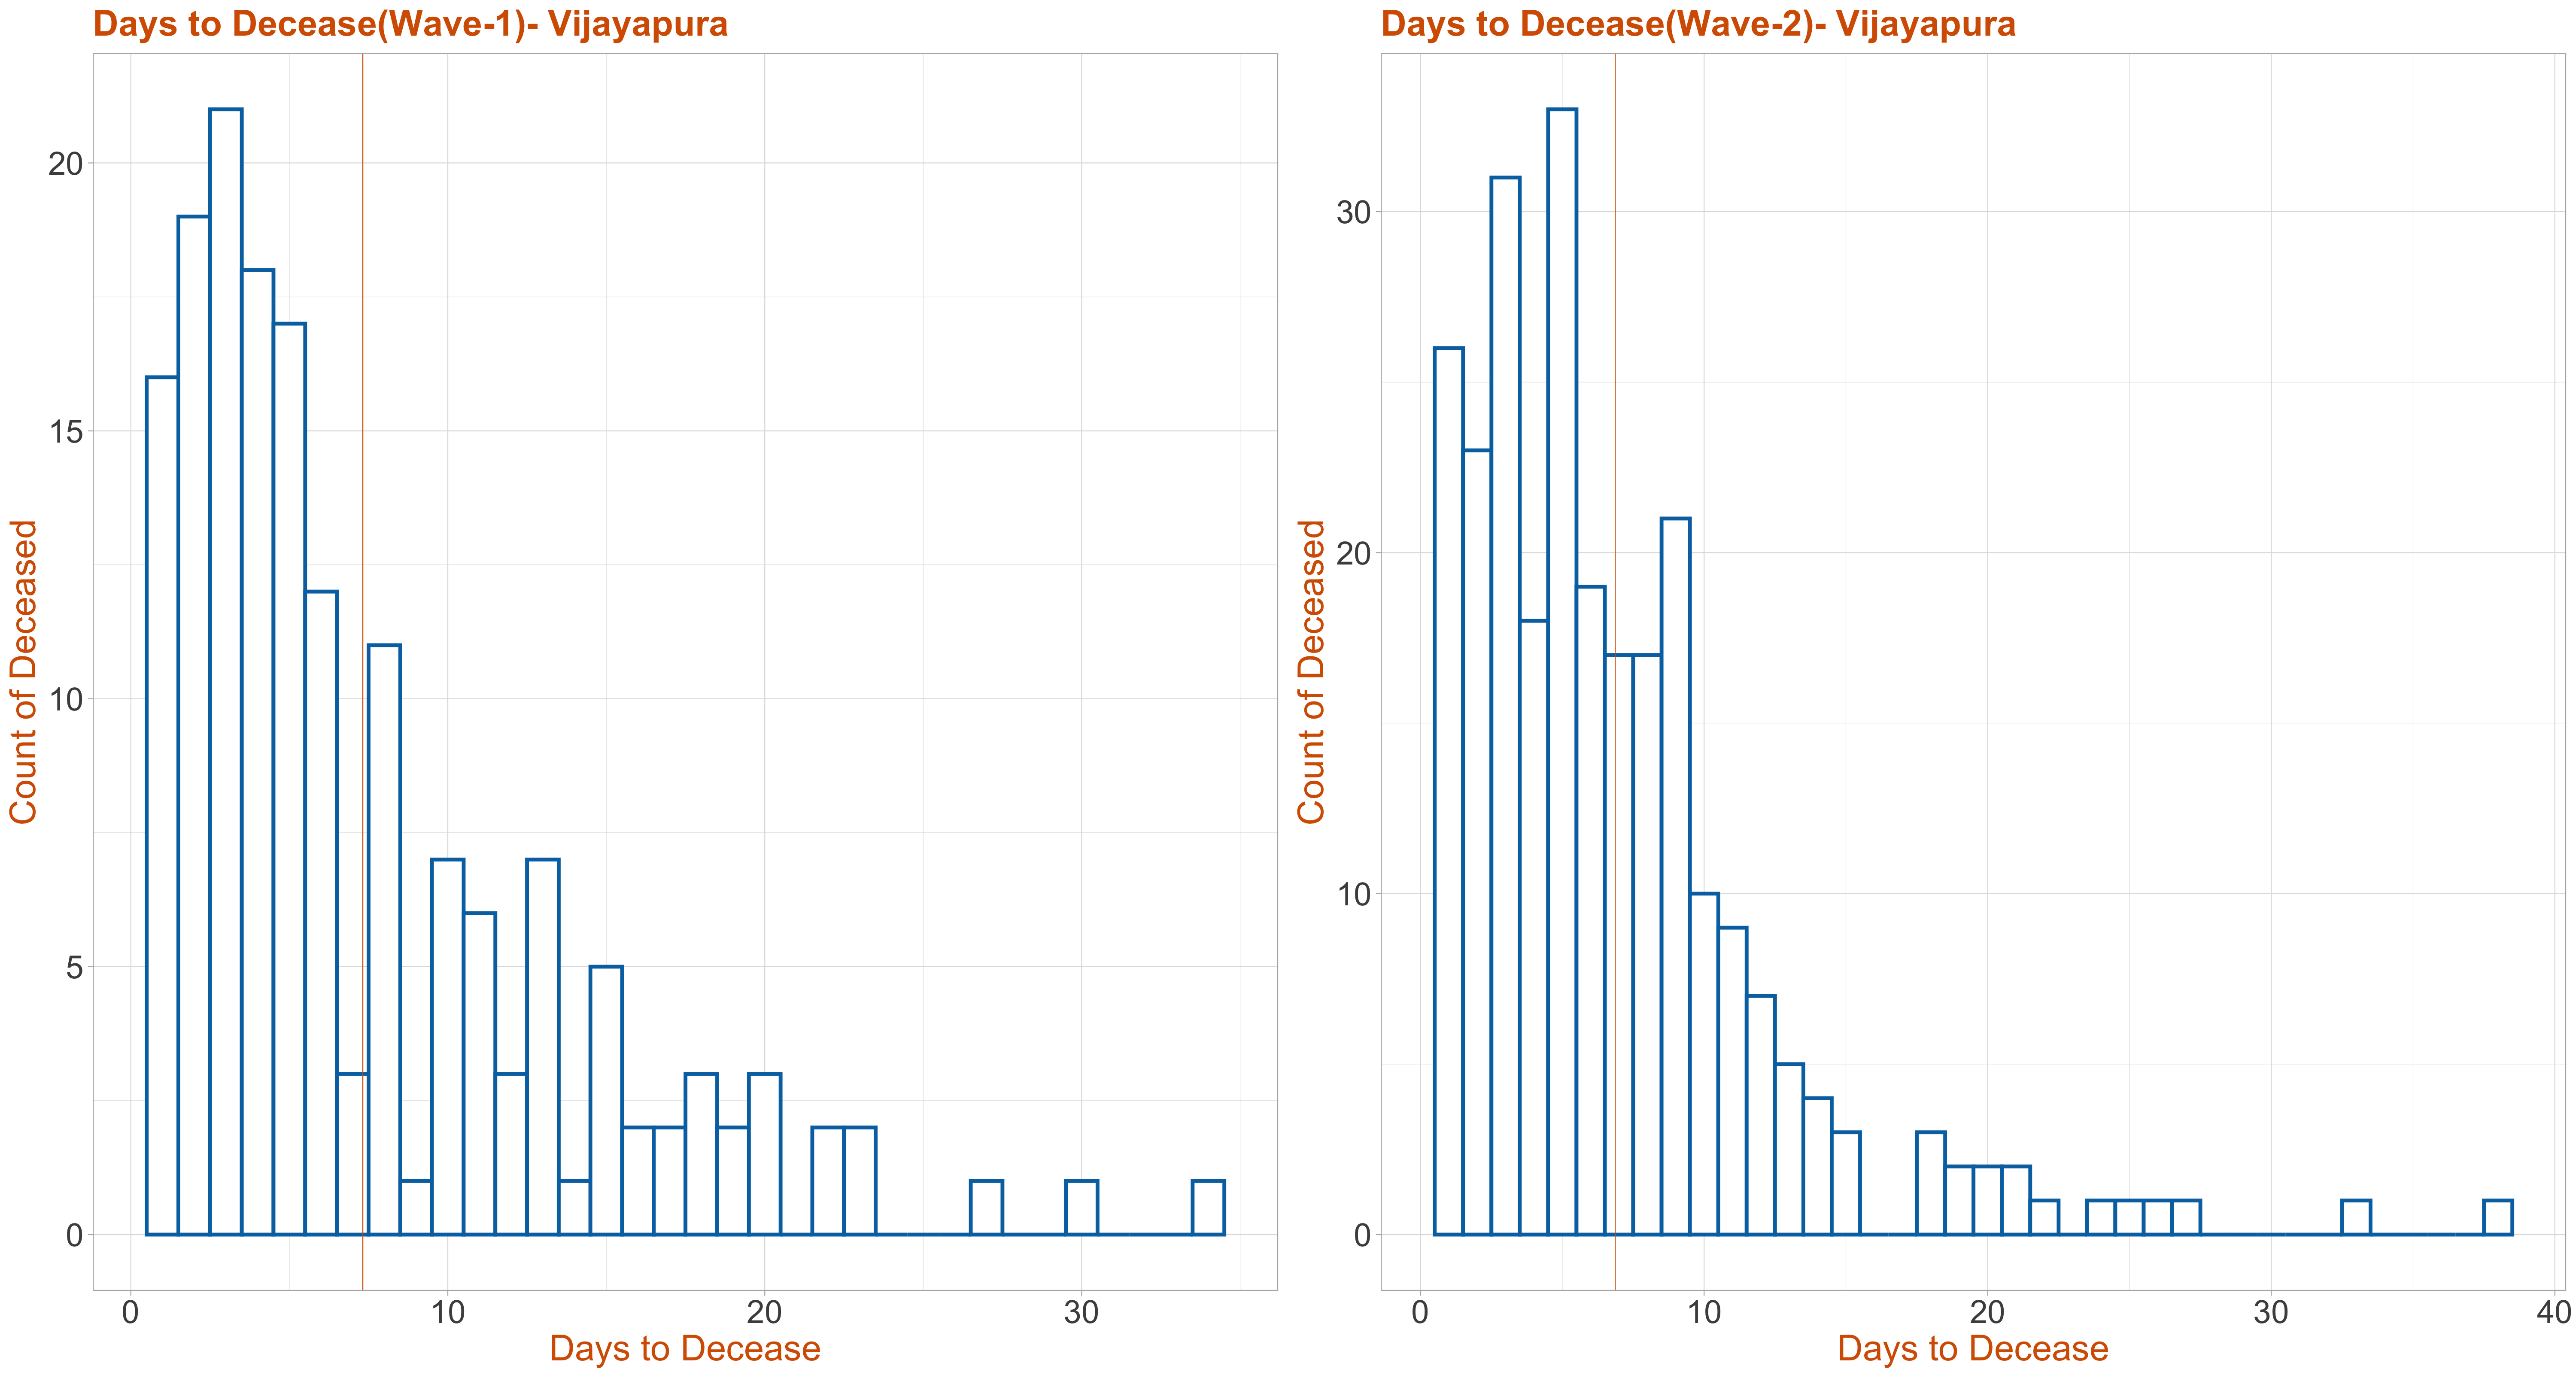 Days to Decease(Wave-1)- Vijayapura
Count of Deceased
20
15
10
5
0
0 10 20 30
Days to Decease
Days to Decease(Wave-2)- Vijayapura
Count of Deceased
30
20
10
0
0 10 20 30 40
Days to Decease